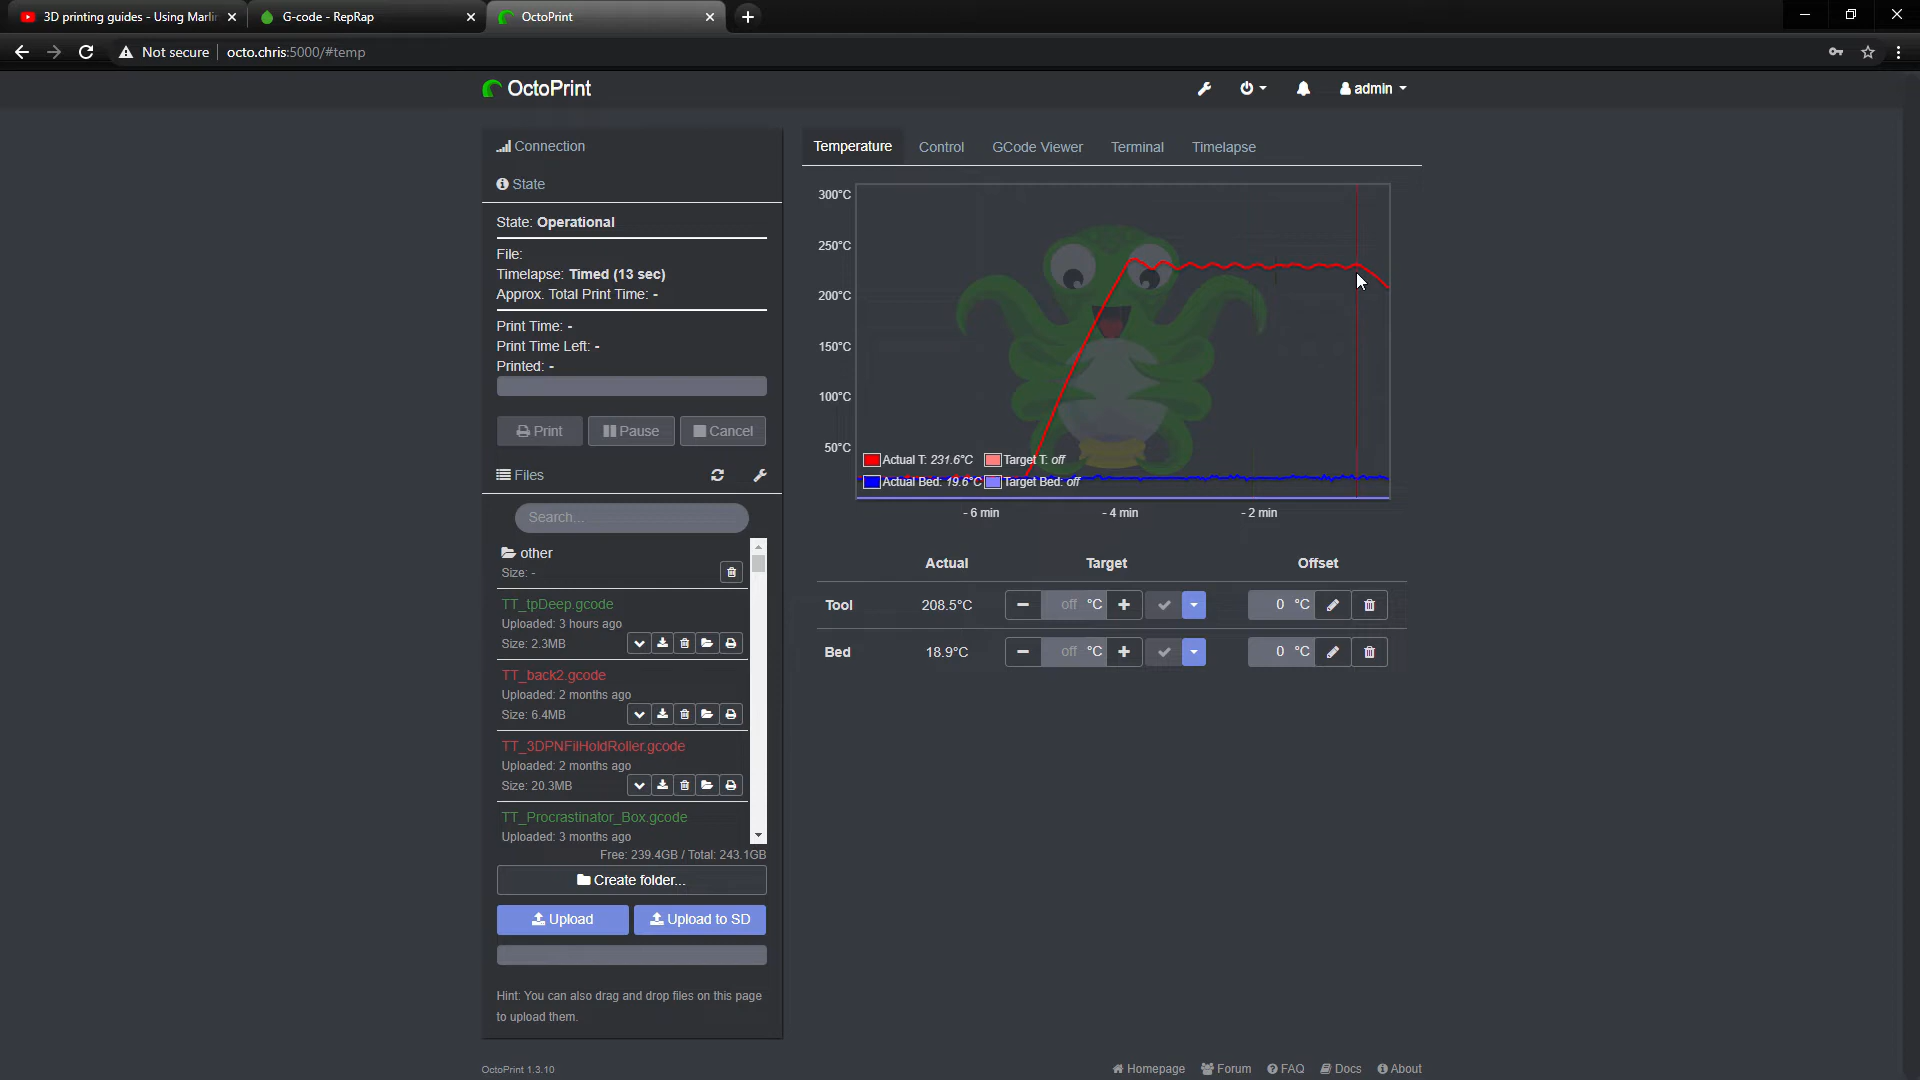 3D printing guides - Using Marlin
G-code - RepRap
OctoPrint
Not secure
octo.chris:5000/#temp
OctoPrint
admin
Connection
State
State: Operational
File:
Timelapse: Timed (13 sec)
Approx. Total Print Time: -
Print Time: -
Print Time Left: -
Printed: -
Print
Pause
Cancel
Files
Search...
other
Size: -
TT_tpDeep.gcode
Uploaded: 3 hours ago
Size: 2.3MB
TT_back2.gcode
Uploaded: 2 months ago
Size: 6.4MB
TT_3DPNFilHoldRoller.gcode
Uploaded: 2 months ago
Size: 20.3MB
TT_Procrastinator_Box.gcode
Uploaded: 3 months ago
Free: 239.4GB / Total: 243.1GB
Create folder...
Upload
Upload to SD
Hint: You can also drag and drop files on this page
to upload them.
Temperature
Control
GCode Viewer
Terminal
Timelapse
300°C
250°C
200°C
150°C
100°C
50°C
Actual T: 231.6°C
Target T: off
Actual Bed: 19.6°C
Target Bed: off
- 6 min
- 4 min
- 2 min
Actual
Target
Offset
Tool
208.5°C
off °C
0 °C
Bed
18.9°C
off °C
0 °C
OctoPrint 1.3.10
Homepage
Forum
FAQ
Docs
About